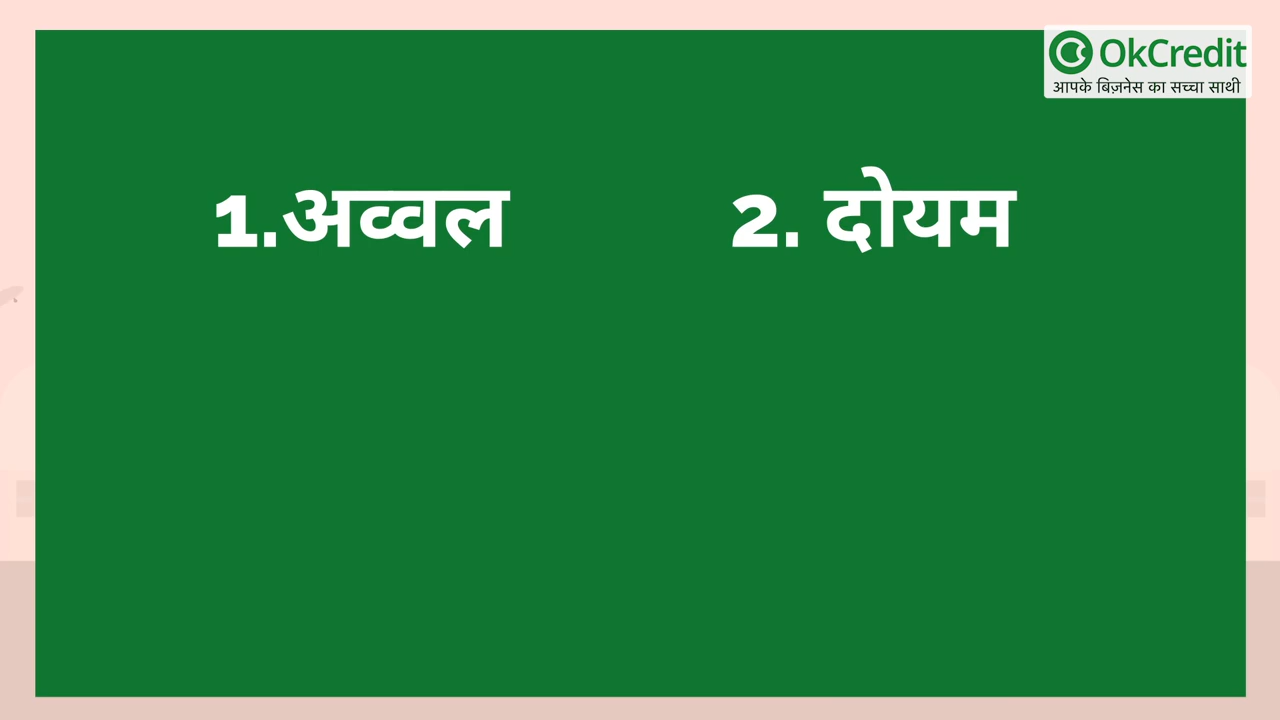 OkCredit
आपके बिज़नेस का सच्चा साथी
1.अव्वल
2. दोयम